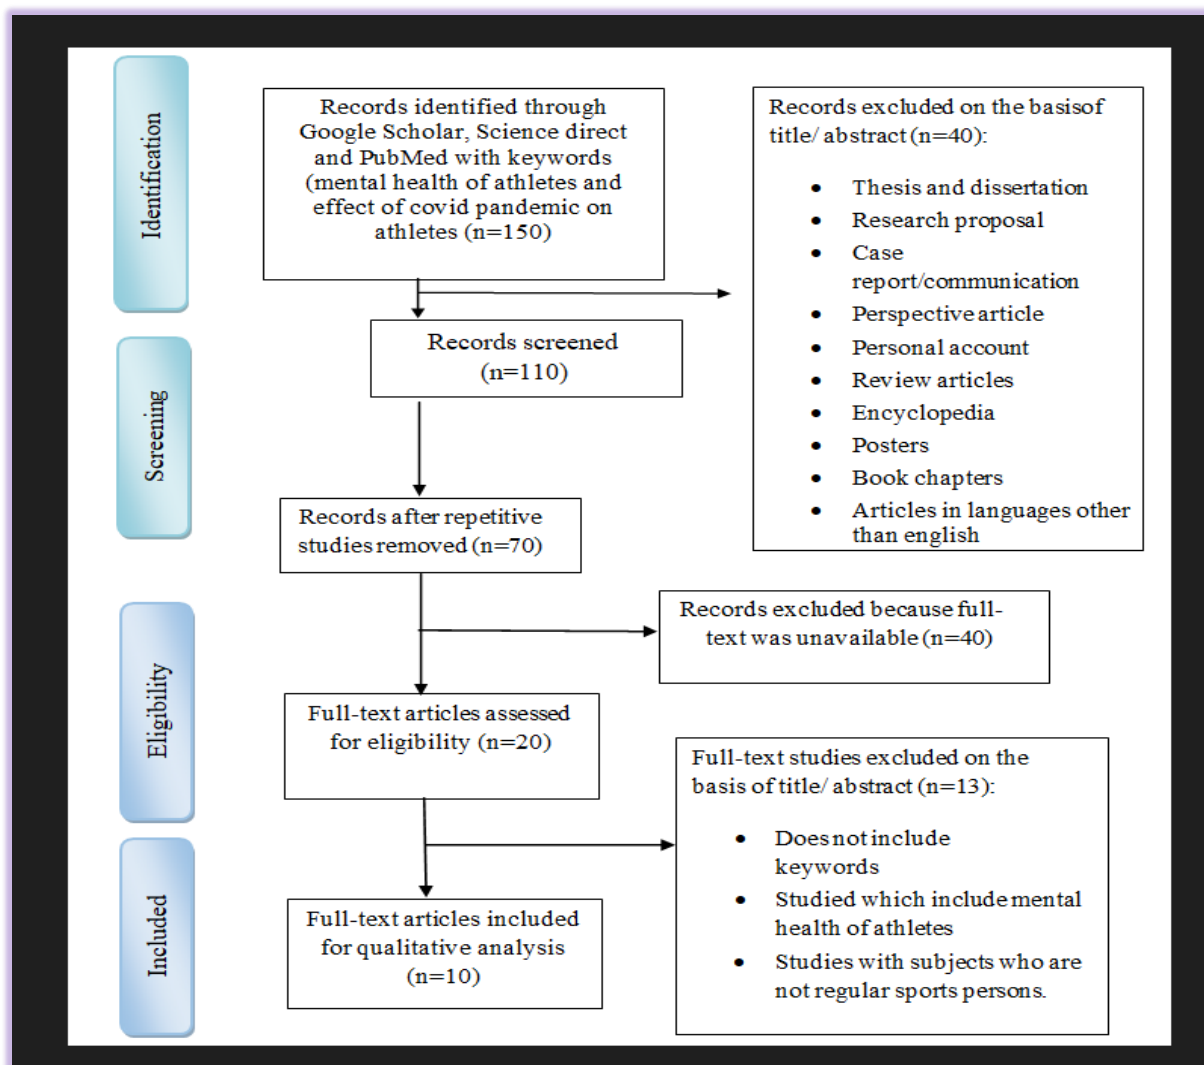 Identification
Records identified through
Google Scholar, Science direct
and PubMed with keywords
(mental health of athletes and
effect of covid pandemic on
athletes (n=150)
Records excluded on the basisof
title/ abstract (n=40):
• Thesis and dissertation
• Research proposal
• Case
report/communication
• Perspective article
• Personal account
• Review articles
• Encyclopedia
• Posters
• Book chapters
• Articles in languages other
than english
Screening
Records screened
(n=110)
Records after repetitive
studies removed (n=70)
Records excluded because full-
text was unavailable (n=40)
Eligibility
Full-text articles assessed
for eligibility (n=20)
Full-text studies excluded on the
basis of title/ abstract (n=13):
• Does not include
keywords
• Studied which include mental
health of athletes
• Studies with subjects who are
not regular sports persons.
Included
Full-text articles included
for qualitative analysis
(n=10)